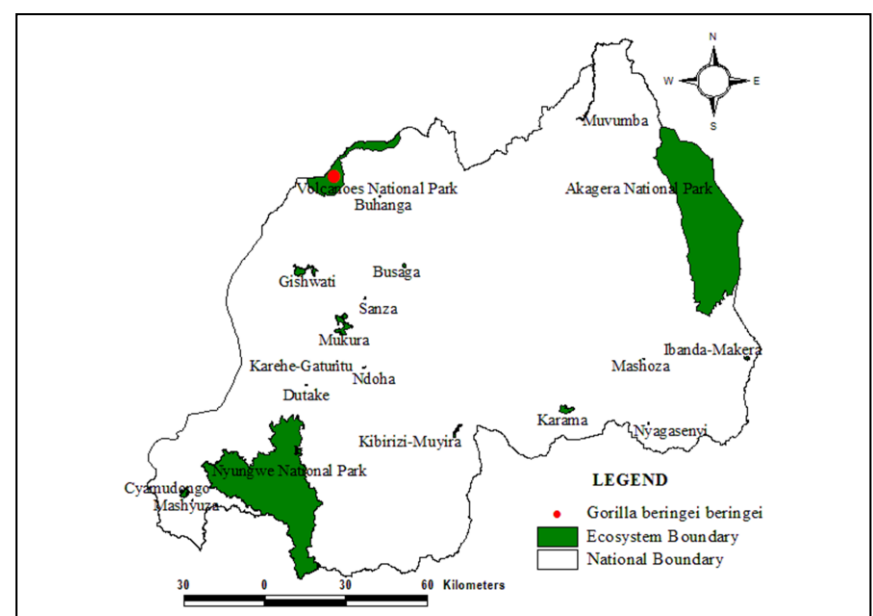 N
W E
S
Muvumba
Volcanoes National Park
Akagera National Park
Buhanga
Busaga
Gishwati
Sanza
Mukura
Ibanda-Makera
Karehe-Gaturitu
Mashoza
Ndoha
Dutake
Karama
Nyagasenyi
Kibirizi-Muyira
Nyungwe National Park
Cyamudongo
Mashyuza
LEGEND
Gorilla beringei beringei
Ecosystem Boundary
National Boundary
30 0 30 60 Kilometers